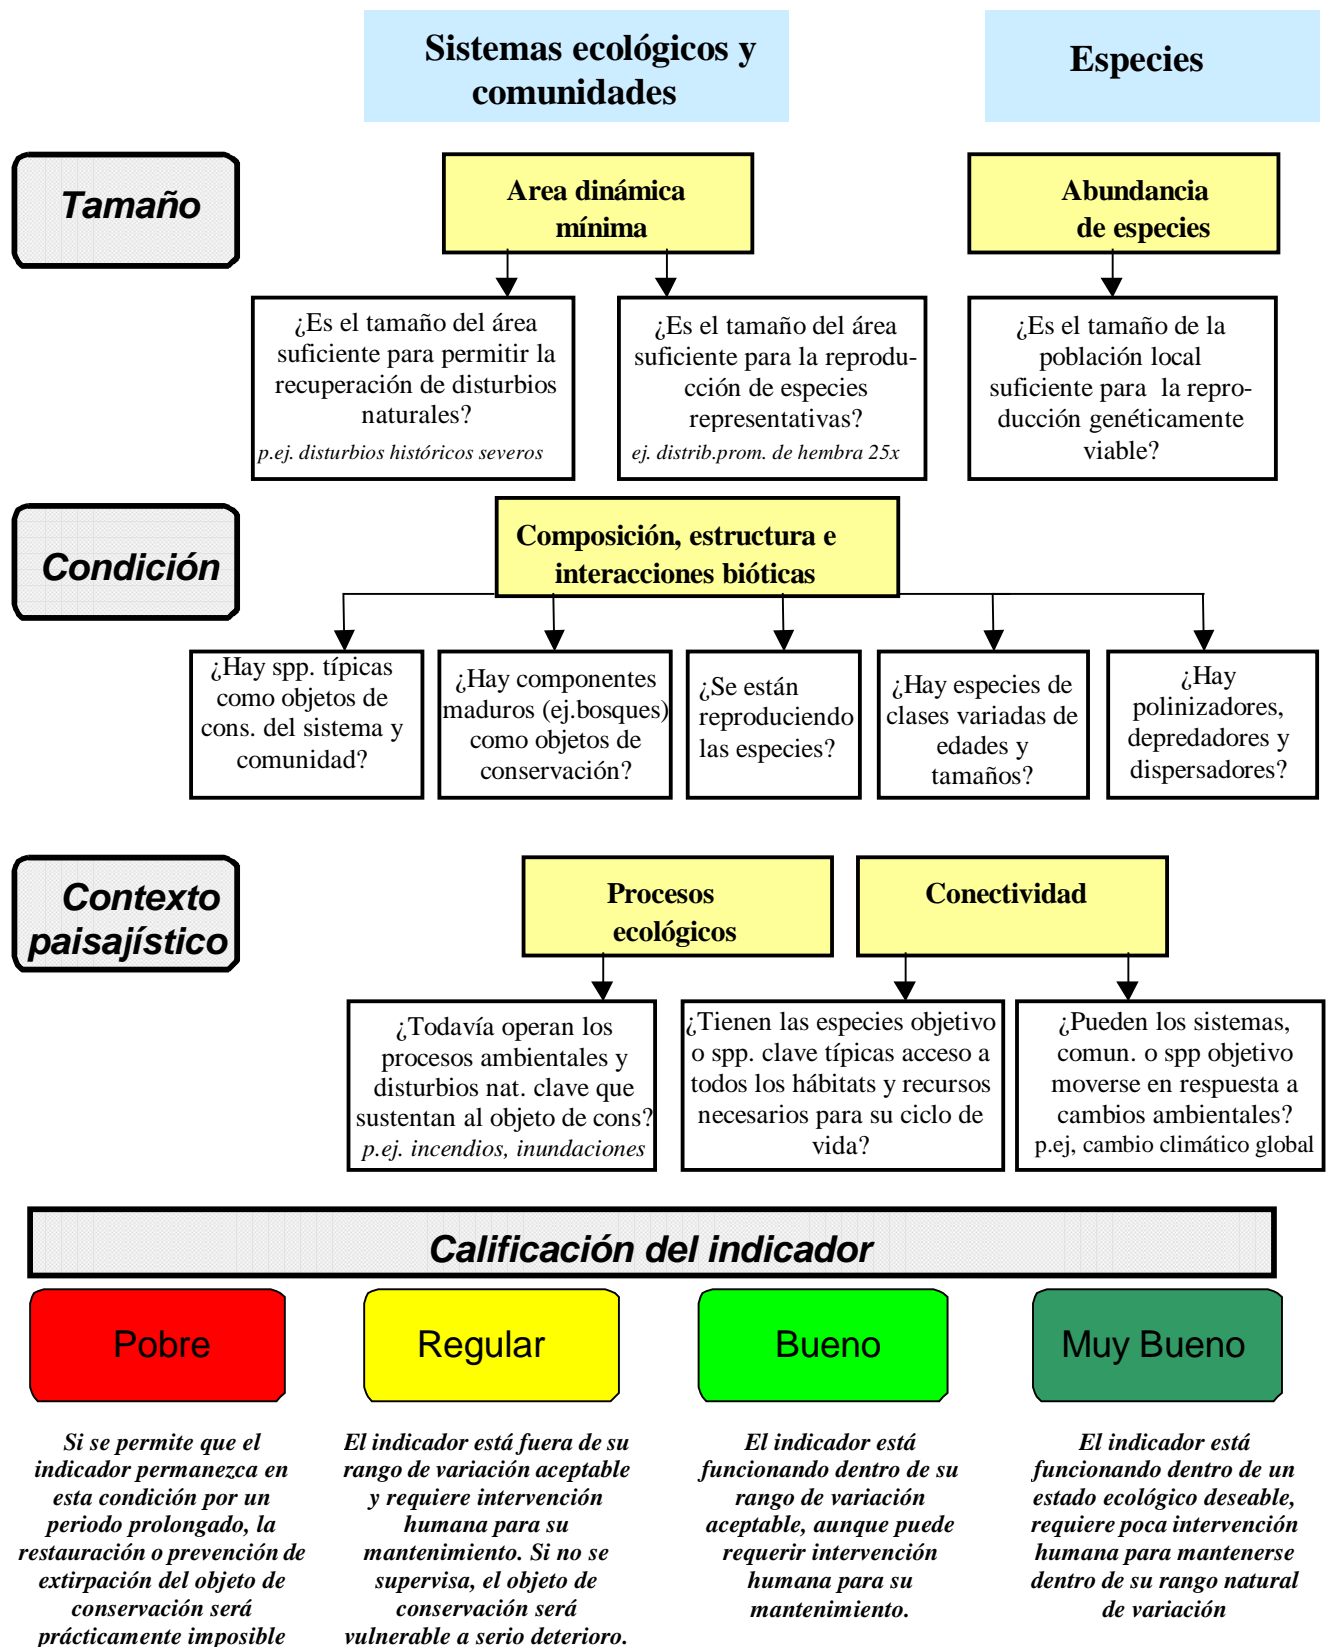 Sistemas ecológicos y
comunidades
Especies
Tamaño
Area dinámica
mínima
Abundancia
de especies
¿Es el tamaño del área
suficiente para permitir la
recuperación de disturbios
naturales?
p.ej. disturbios históricos severos
¿Es el tamaño del área
suficiente para la reprodu-
cción de especies
representativas?
ej. distrib.prom. de hembra 25x
¿Es el tamaño de la
población local
suficiente para la repro-
ducción genéticamente
viable?
Condición
Composición, estructura e
interacciones bióticas
¿Hay spp. típicas
como objetos de
cons. del sistema y
comunidad?
¿Hay componentes
maduros (ej.bosques)
como objetos de
conservación?
¿Se están
reproduciendo
las especies?
¿Hay especies de
clases variadas de
edades y
tamaños?
¿Hay
polinizadores,
depredadores y
dispersadores?
Contexto
paisajístico
Procesos
ecológicos
Conectividad
¿Todavía operan los
procesos ambientales y
disturbios nat. clave que
sustentan al objeto de cons?
p.ej. incendios, inundaciones
¿Tienen las especies objetivo
o spp. clave típicas acceso a
todos los hábitats y recursos
necesarios para su ciclo de
vida?
¿Pueden los sistemas,
comun. o spp objetivo
moverse en respuesta a
cambios ambientales?
p.ej, cambio climático global
Calificación del indicador
Pobre
Regular
Bueno
Muy Bueno
Si se permite que el
indicador permanezca en
esta condición por un
periodo prolongado, la
restauración o prevención de
extirpación del objeto de
conservación será
prácticamente imposible
El indicador está fuera de su
rango de variación aceptable
y requiere intervención
humana para su
mantenimiento. Si no se
supervisa, el objeto de
conservación será
vulnerable a serio deterioro.
El indicador está
funcionando dentro de su
rango de variación
aceptable, aunque puede
requerir intervención
humana para su
mantenimiento.
El indicador está
funcionando dentro de un
estado ecológico deseable,
requiere poca intervención
humana para mantenerse
dentro de su rango natural
de variación